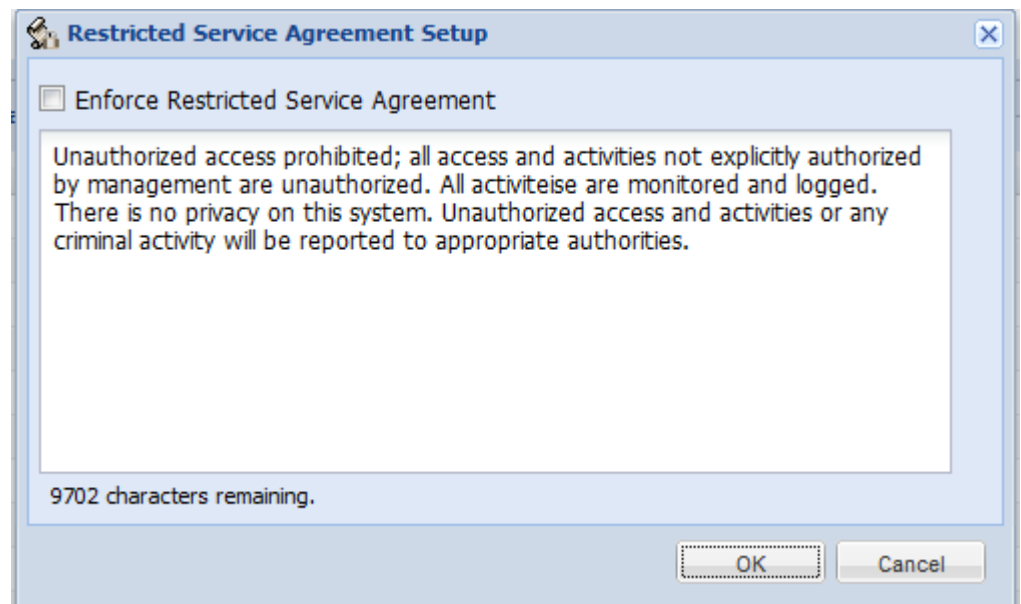 Restricted Service Agreement Setup
Enforce Restricted Service Agreement
Unauthorized access prohibited; all access and activities not explicitly authorized
by management are unauthorized. All activiteise are monitored and logged.
There is no privacy on this system. Unauthorized access and activities or any
criminal activity will be reported to appropriate authorities.
9702 characters remaining.
OK Cancel